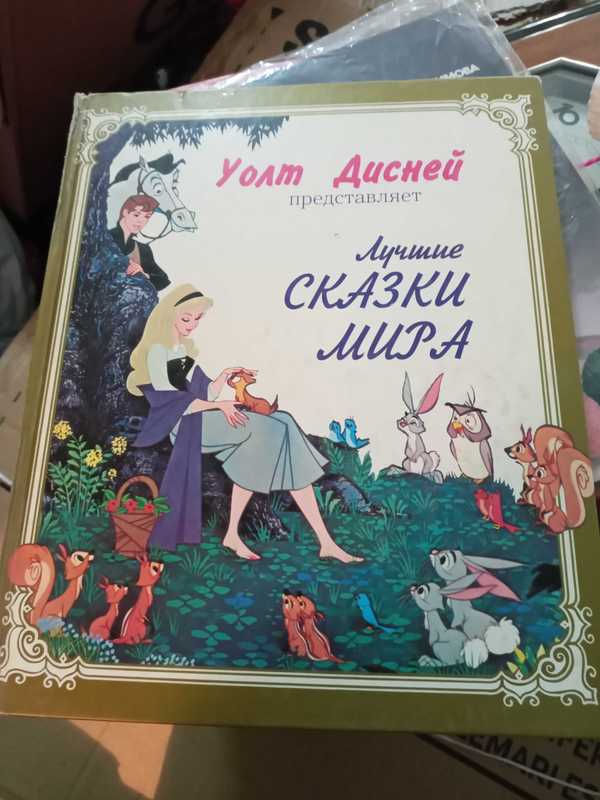 Уолт Дисней
представляет
Лучшие
СКАЗКИ
МИРА